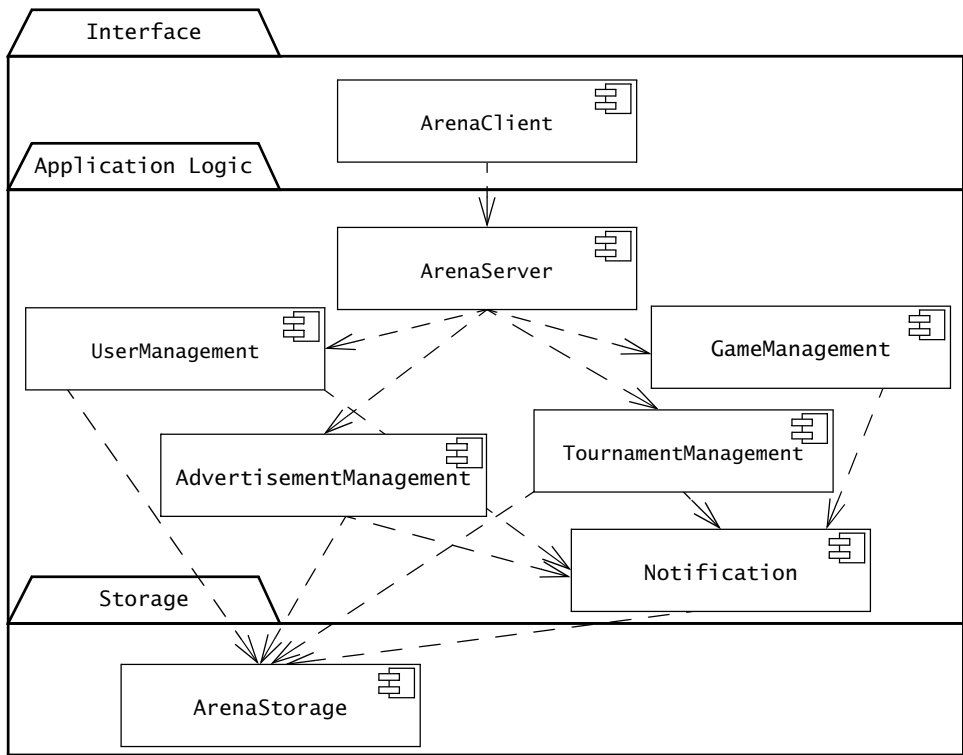 Interface
ArenaClient
Application Logic
ArenaServer
UserManagement
GameManagement
AdvertisementManagement
TournamentManagement
Notification
Storage
ArenaStorage